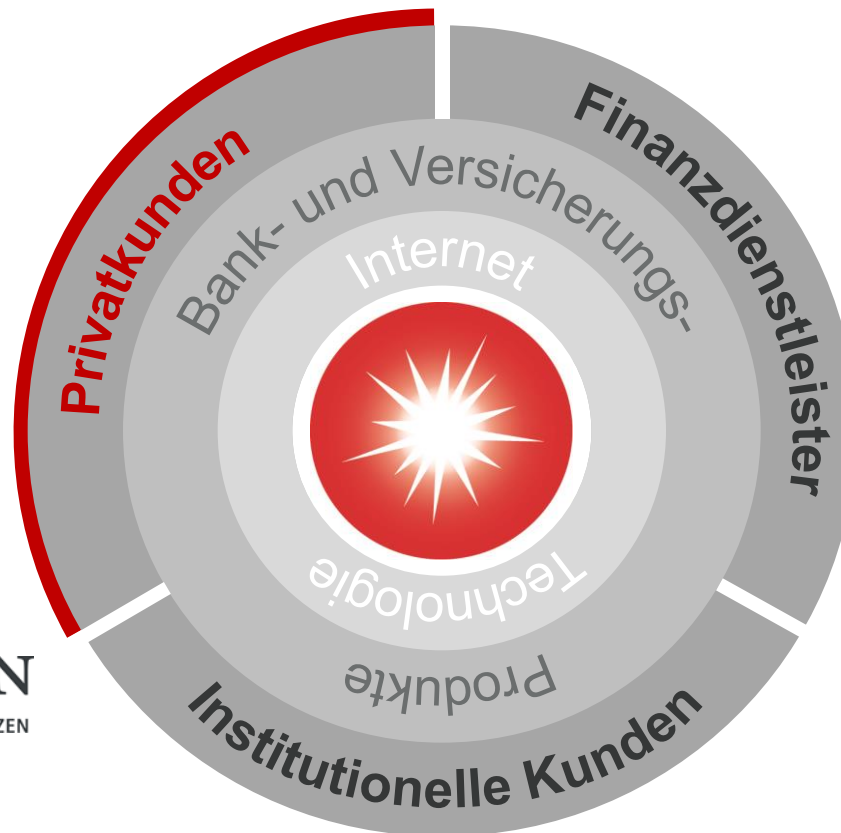 Privatkunden
Finanzdienstleister
Bank- und Versicherungs-
Internet
Technologie
Produkte
Institutionelle Kunden